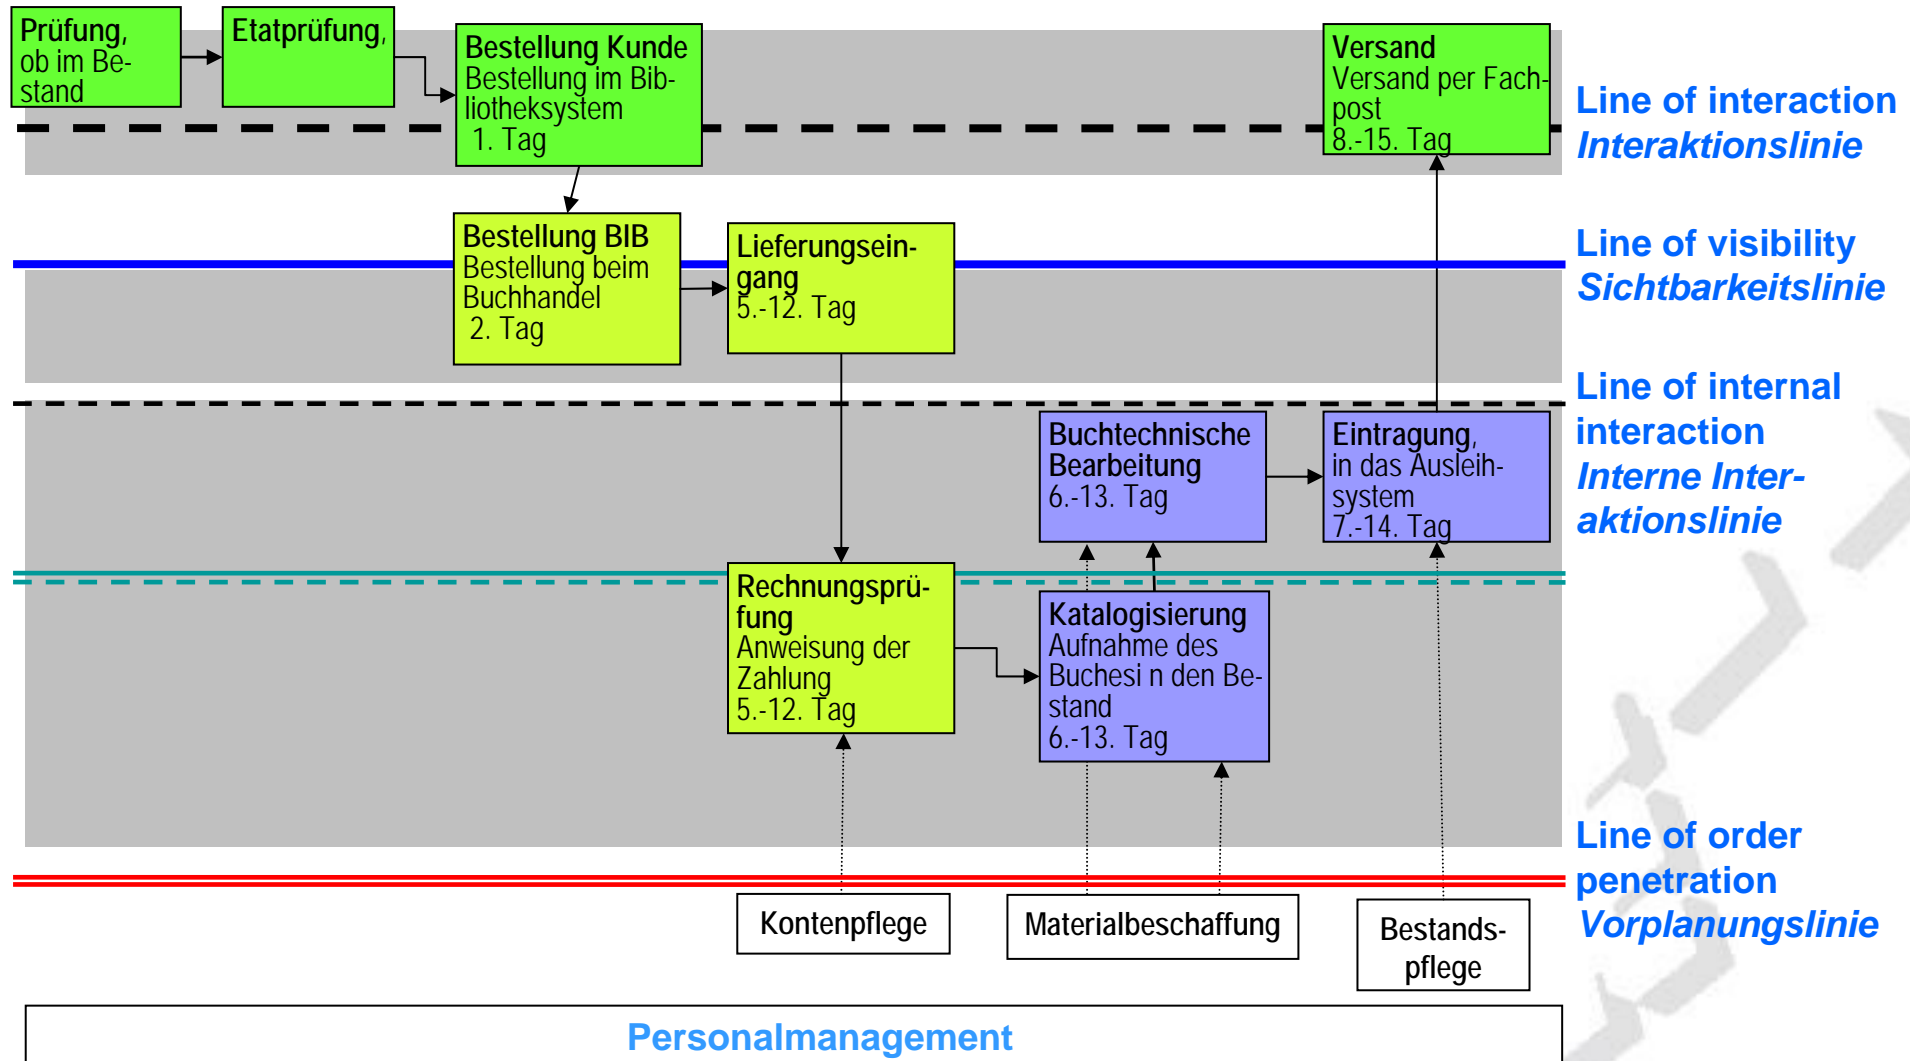 Prüfung,
ob im Be-
stand
Etatprüfung,
Bestellung Kunde
Bestellung im Bib-
liotheksystem
1. Tag
Versand
Versand per Fach-
post
8.-15. Tag
Line of interaction
Interaktionslinie
Bestellung BIB
Bestellung beim
Buchhandel
2. Tag
Lieferungsein-
gang
5.-12. Tag
Line of visibility
Sichtbarkeitslinie
Line of internal
interaction
Interne Inter-
aktionslinie
Buchtechnische
Bearbeitung
6.-13. Tag
Eintragung,
in das Ausleih-
system
7.-14. Tag
Rechnungsprü-
fung
Anweisung der
Zahlung
5.-12. Tag
Katalogisierung
Aufnahme des
Buchesi n den Be-
stand
6.-13. Tag
Line of order
penetration
Vorplanungslinie
Kontenpflege
Materialbeschaffung
Bestands-
pflege
Personalmanagement